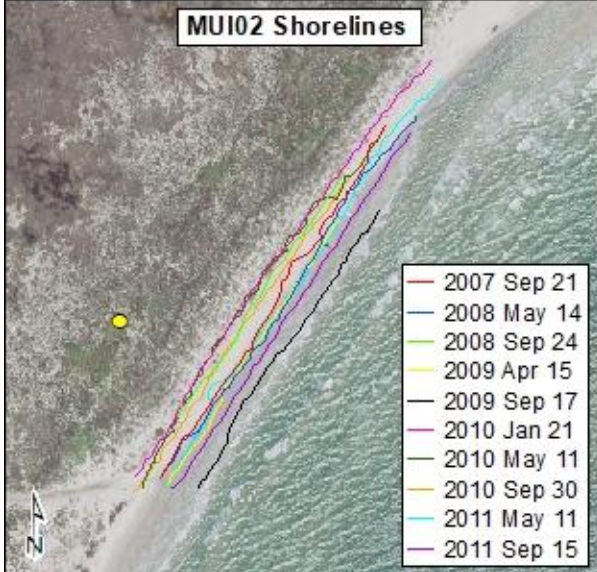 MUI02 Shorelines
2007 Sep 21
2008 May 14
2008 Sep 24
2009 Apr 15
2009 Sep 17
2010 Jan 21
2010 May 11
2010 Sep 30
2011 May 11
2011 Sep 15
N